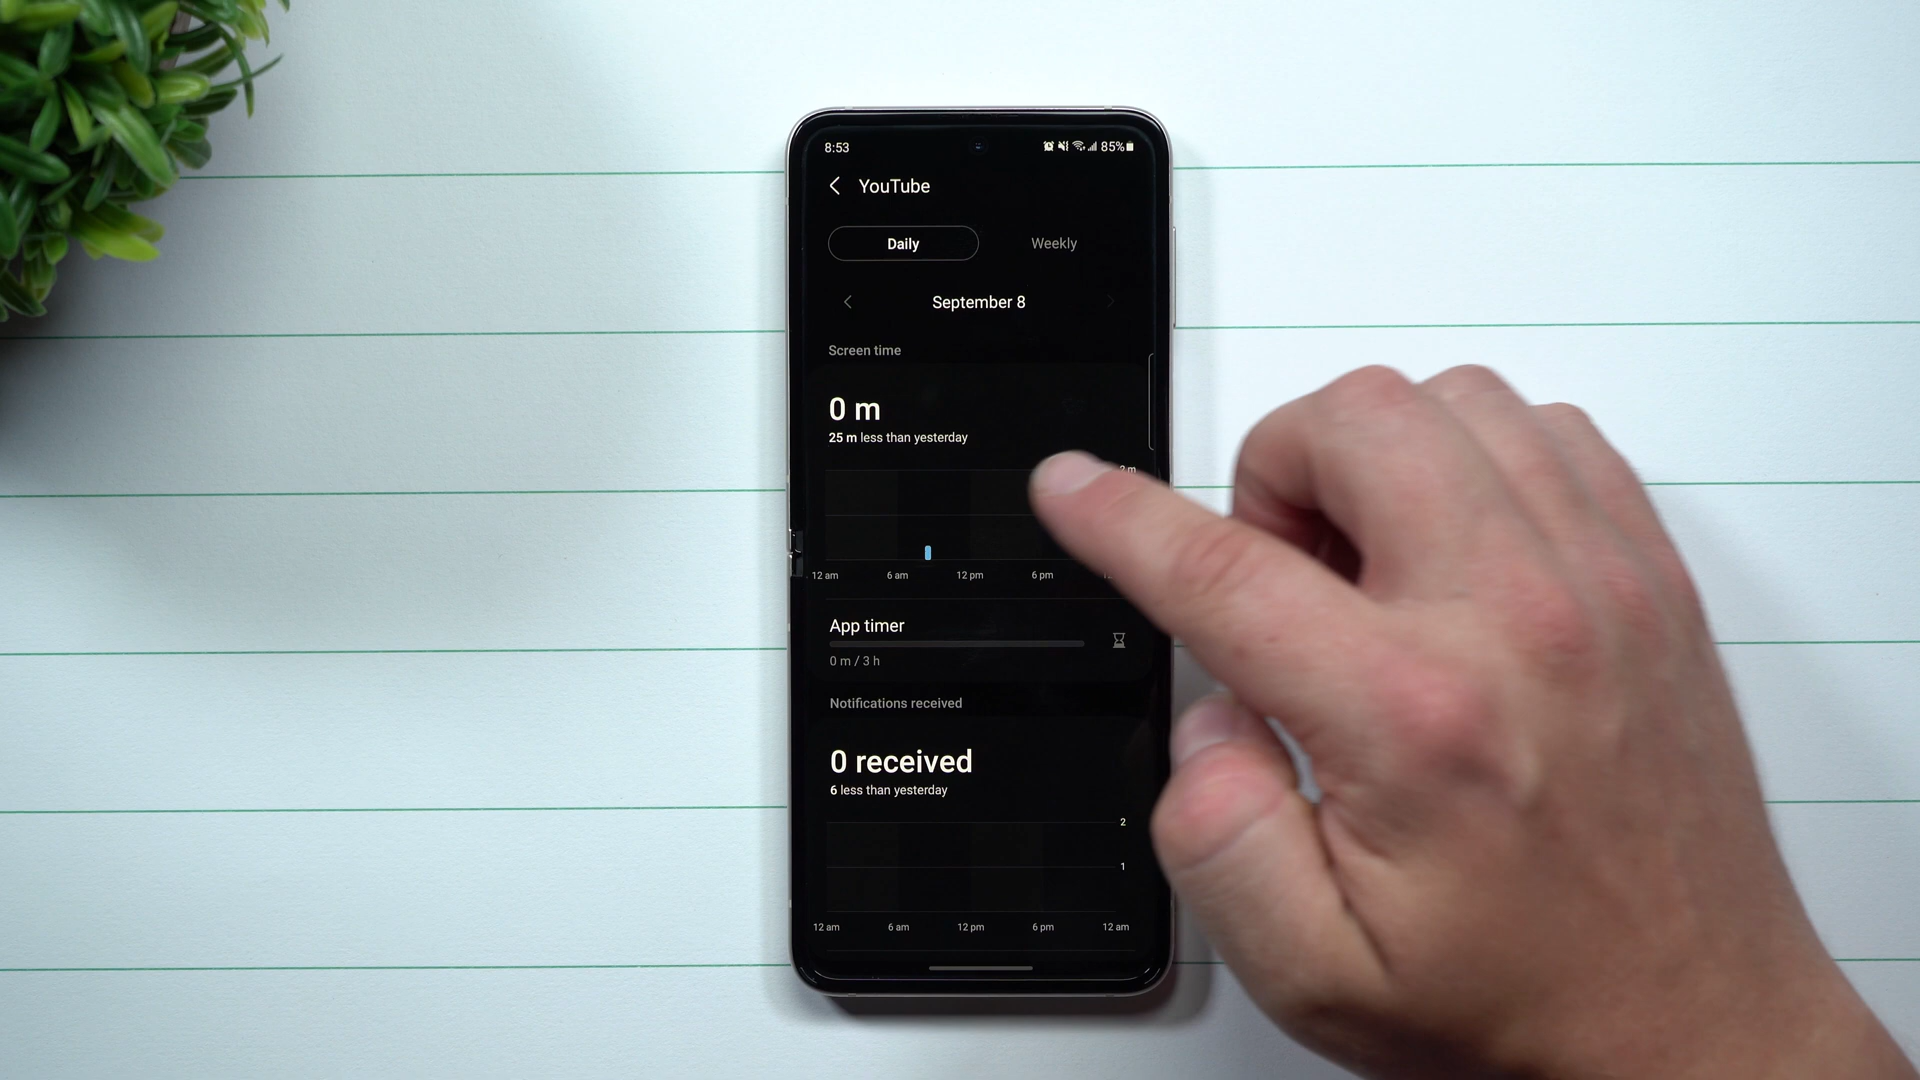 8:53 85%
YouTube
Daily Weekly
September 8
Screen time
0 m
25 m less than yesterday
2 m
12 am 6 am 12 pm 6 pm
App timer
0 m / 3 h
Notifications received
0 received
6 less than yesterday
2
1
12 am 6 am 12 pm 6 pm 12 am